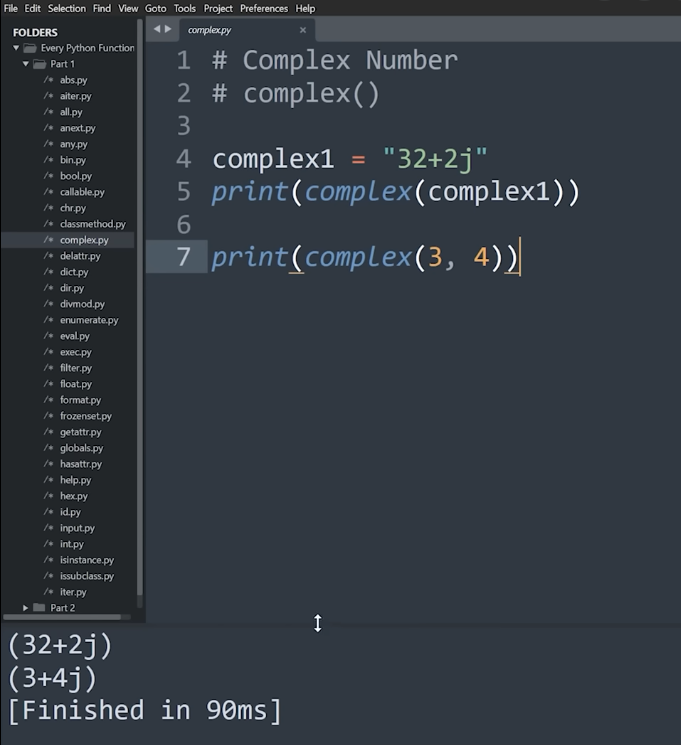 File Edit Selection Find View Goto Tools Project Preferences Help
FOLDERS
Every Python Function
Part 1
abs.py
aiter.py
all.py
anext.py
any.py
bin.py
bool.py
callable.py
chr.py
classmethod.py
complex.py
delattr.py
dict.py
dir.py
divmod.py
enumerate.py
eval.py
exec.py
filter.py
float.py
format.py
frozenset.py
getattr.py
globals.py
hasattr.py
help.py
hex.py
id.py
input.py
int.py
isinstance.py
issubclass.py
iter.py
Part 2
complex.py
1 # Complex Number
2 # complex()
3
4 complex1 = "32+2j"
5 print(complex(complex1))
6
7 print(complex(3, 4))
(32+2j)
(3+4j)
[Finished in 90ms]